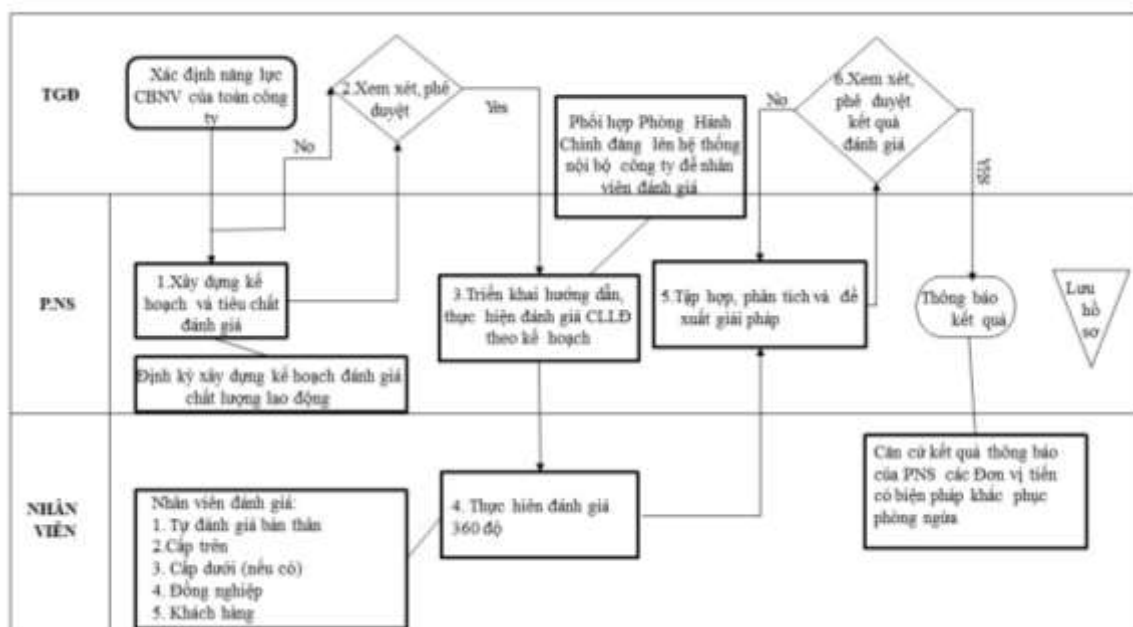 TGĐ
Xác định năng lực
CBNV của toàn công
ty
2.Xem xét, phê
duyệt
Yes
No
Phối hợp Phòng Hành
Chính đăng lên hệ thống
nội bộ công ty để nhân
viên đánh giá
No
6.Xem xét,
phê duyệt
kết quả
đánh giá
yes
P.NS
1.Xây dựng kế
hoạch và tiêu chất
đánh giá
Định kỳ xây dựng kế hoạch đánh giá
chất lượng lao động
3.Triển khai hướng dẫn,
thực hiện đánh giá CLLĐ
theo kế hoạch
5.Tập hợp, phân tích và đề
xuất giải pháp
Thông báo
kết quả
Lưu
hồ
sơ
NHÂN
VIÊN
Nhân viên đánh giá:
1. Tự đánh giá bản thân
2.Cấp trên
3. Cấp dưới (nếu có)
4. Đồng nghiệp
5. Khách hàng
4. Thực hiên đánh giá
360 độ
Căn cứ kết quả thông báo
của PNS các Đơn vị tiến
có biện pháp khắc phục
phòng ngừa